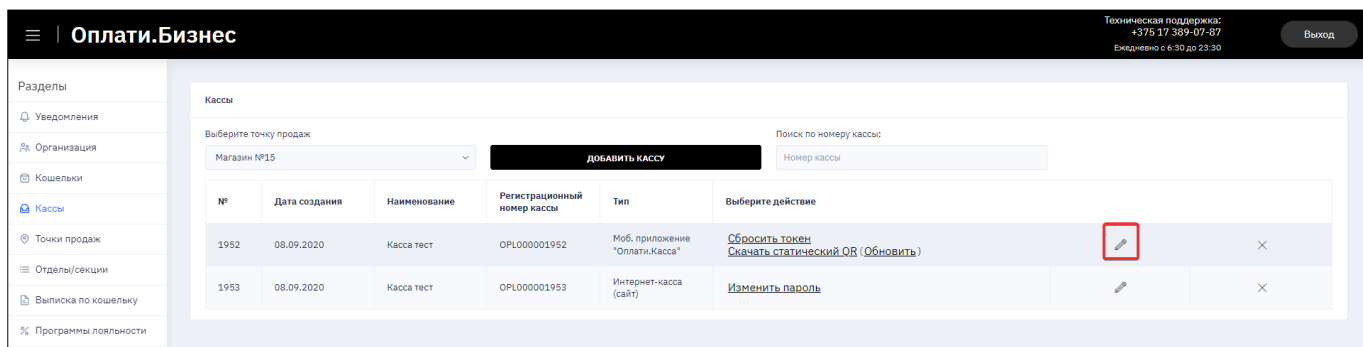 Оплати.Бизнес
Техническая поддержка:
+375 17 389-07-87
Ежедневно с 6:30 до 23:30
Выход
Разделы
Уведомления
Организация
Кошельки
Кассы
Точки продаж
Отделы/секции
Выписка по кошельку
Программы лояльности
Кассы
Выберите точку продаж
Поиск по номеру кассы:
Магазин №15
ДОБАВИТЬ КАССУ
Номер кассы
№ Дата создания Наименование Регистрационный номер кассы Тип Выберите действие
1952 08.09.2020 Касса тест OPL000001952 Моб. приложение "Оплати.Касса" Сбросить токен
Скачать статический QR (Обновить)
1953 08.09.2020 Касса тест OPL000001953 Интернет-касса (сайт) Изменить пароль